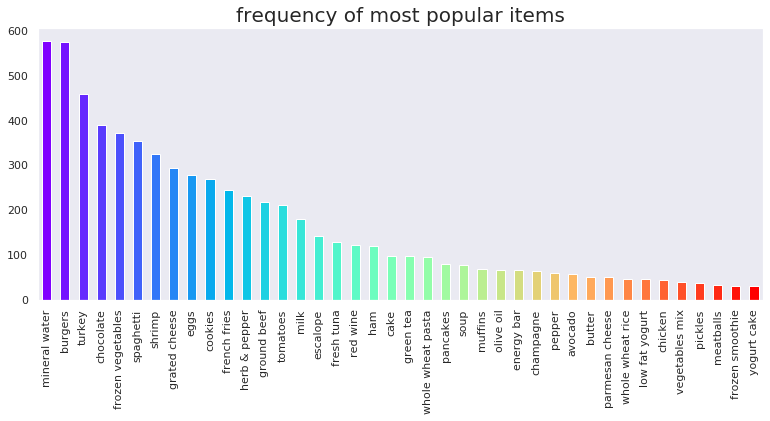 frequency of most popular items
600
500
400
300
200
100
0
mineral water
burgers
turkey
chocolate
frozen vegetables
spaghetti
shrimp
grated cheese
eggs
cookies
french fries
herb & pepper
ground beef
tomatoes
milk
escalope
fresh tuna
red wine
ham
cake
green tea
whole wheat pasta
pancakes
soup
muffins
olive oil
energy bar
champagne
pepper
avocado
butter
parmesan cheese
whole wheat rice
low fat yogurt
chicken
vegetables mix
pickles
meatballs
frozen smoothie
yogurt cake